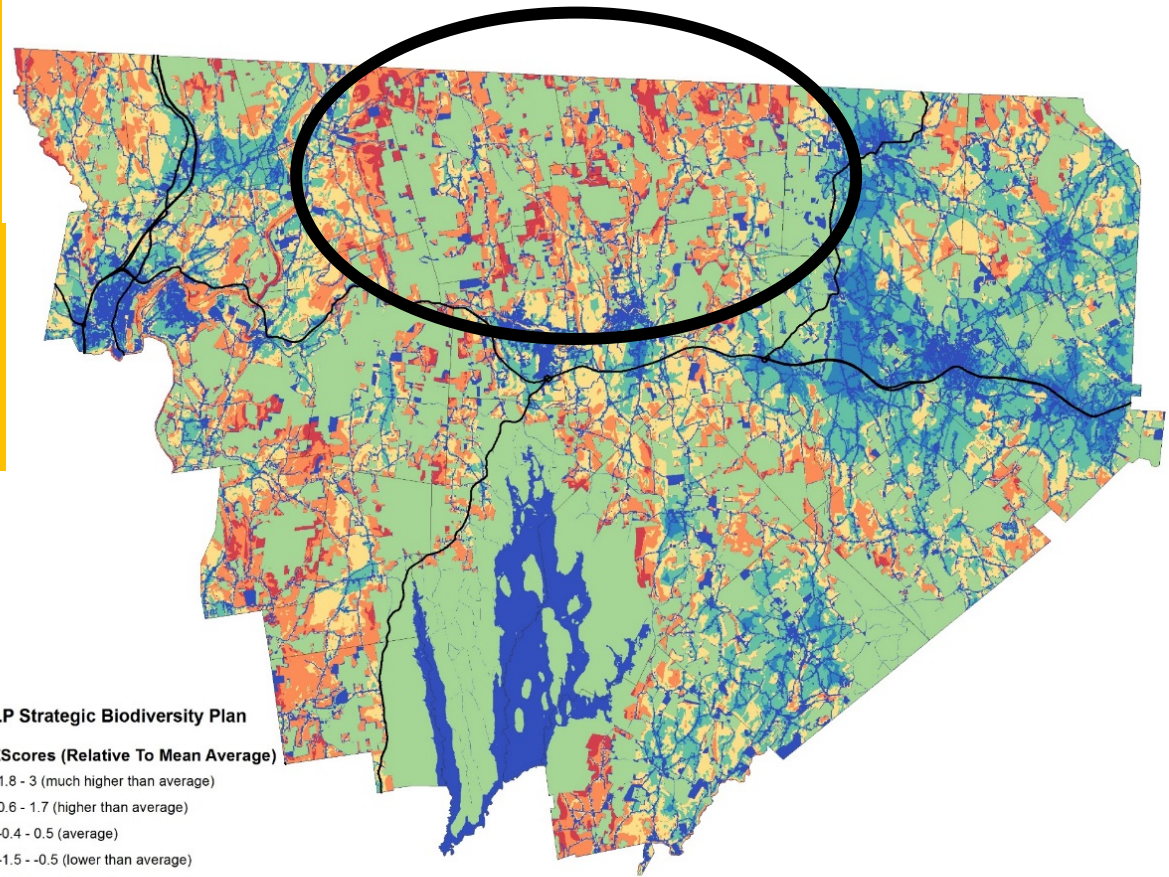 .P Strategic Biodiversity Plan
Scores (Relative To Mean Average)
1.8 - 3 (much higher than average)
0.6 - 1.7 (higher than average)
-0.4 - 0.5 (average)
-1.5 - -0.5 (lower than average)